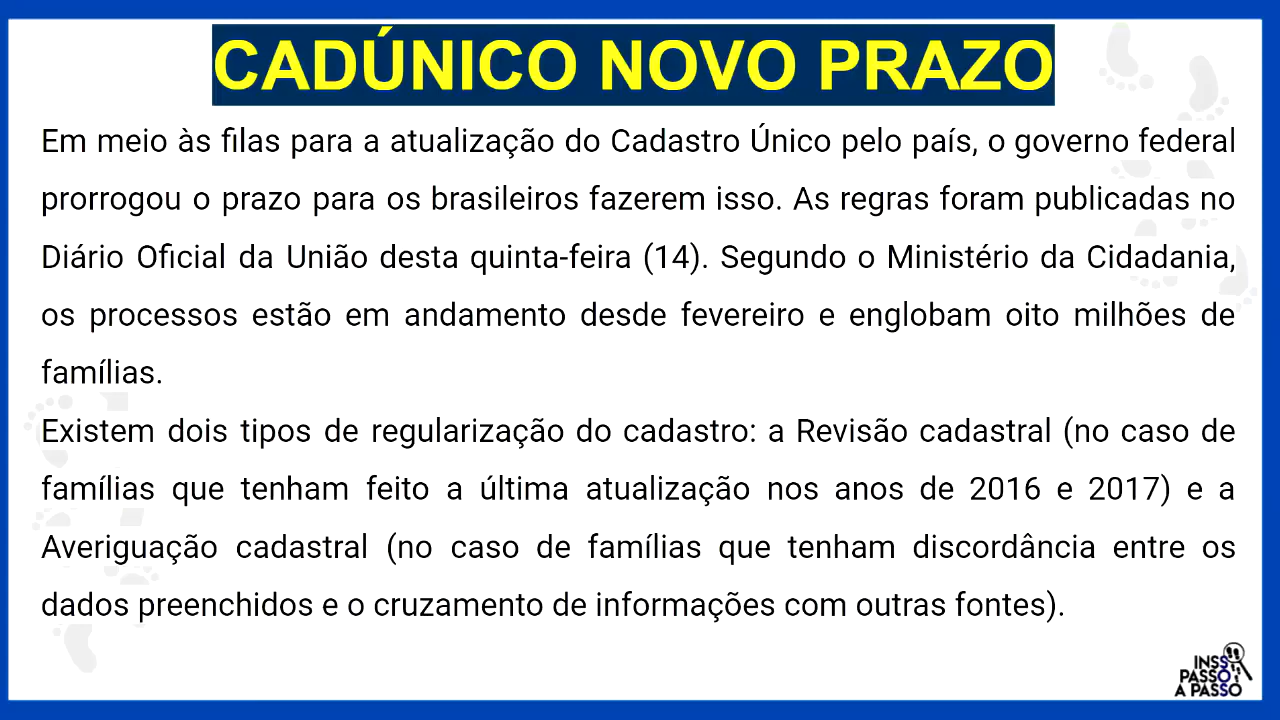 CADÚNICO NOVO PRAZO
Em meio às filas para a atualização do Cadastro Único pelo país, o governo federal
prorrogou o prazo para os brasileiros fazerem isso. As regras foram publicadas no
Diário Oficial da União desta quinta-feira (14). Segundo o Ministério da Cidadania,
os processos estão em andamento desde fevereiro e englobam oito milhões de
famílias.
Existem dois tipos de regularização do cadastro: a Revisão cadastral (no caso de
famílias que tenham feito a última atualização nos anos de 2016 e 2017) e a
Averiguação cadastral (no caso de famílias que tenham discordância entre os
dados preenchidos e o cruzamento de informações com outras fontes).
INSS
PASSO
A PASSO